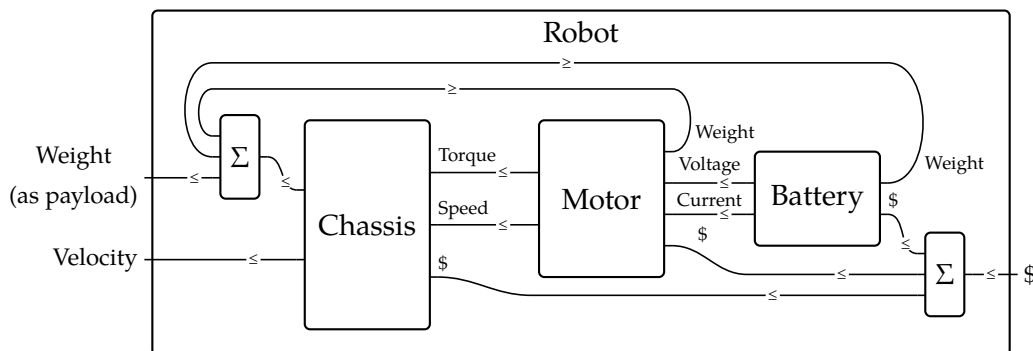 Robot
≥
≥
Weight
(as payload)
≤
Σ
≤
Velocity
≤
Chassis
Torque
≤
Speed
≤
$
≤
Motor
Weight
Voltage
≤
Current
≤
$
≤
Battery
Weight
$
≤
Σ
≤
$